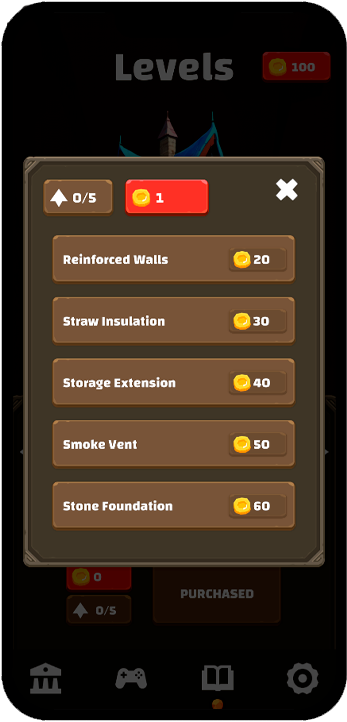 Levels
100
0/5
1
Reinforced Walls 20
Straw Insulation 30
Storage Extension 40
Smoke Vent 50
Stone Foundation 60
0
0/5
PURCHASED